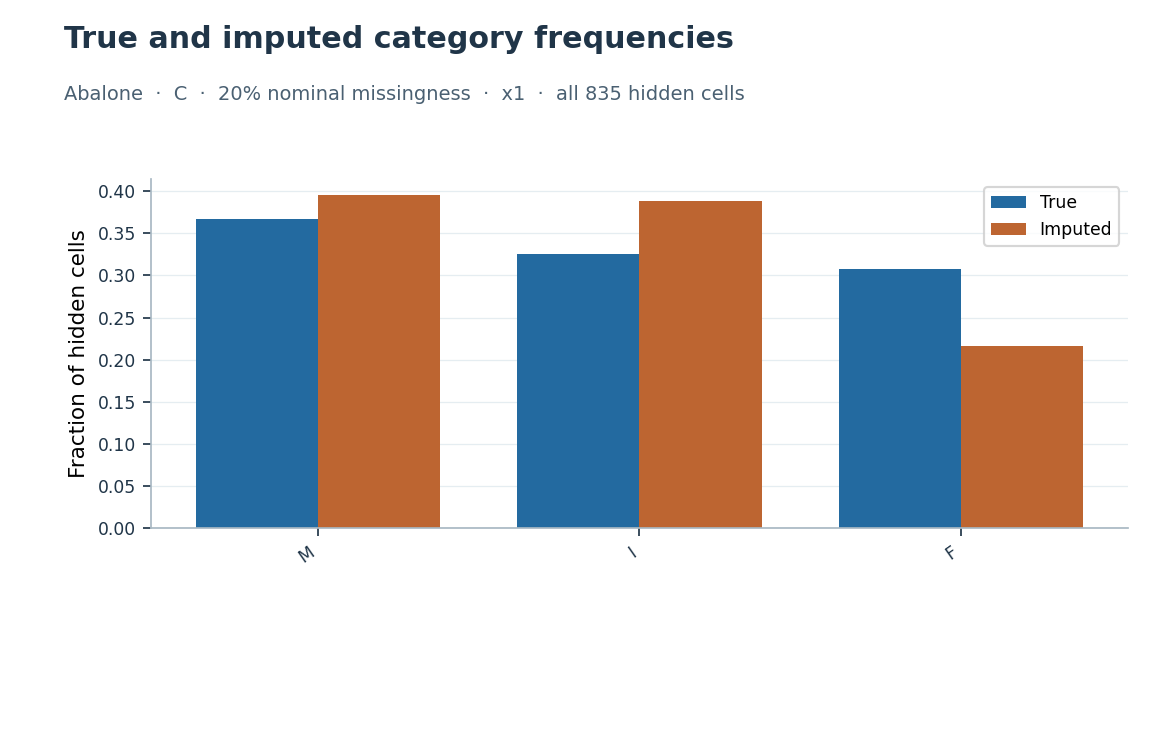 True and imputed category frequencies
Abalone · C · 20% nominal missingness · x1 · all 835 hidden cells
Fraction of hidden cells
0.40
0.35
0.30
0.25
0.20
0.15
0.10
0.05
0.00
True
Imputed
M
I
F